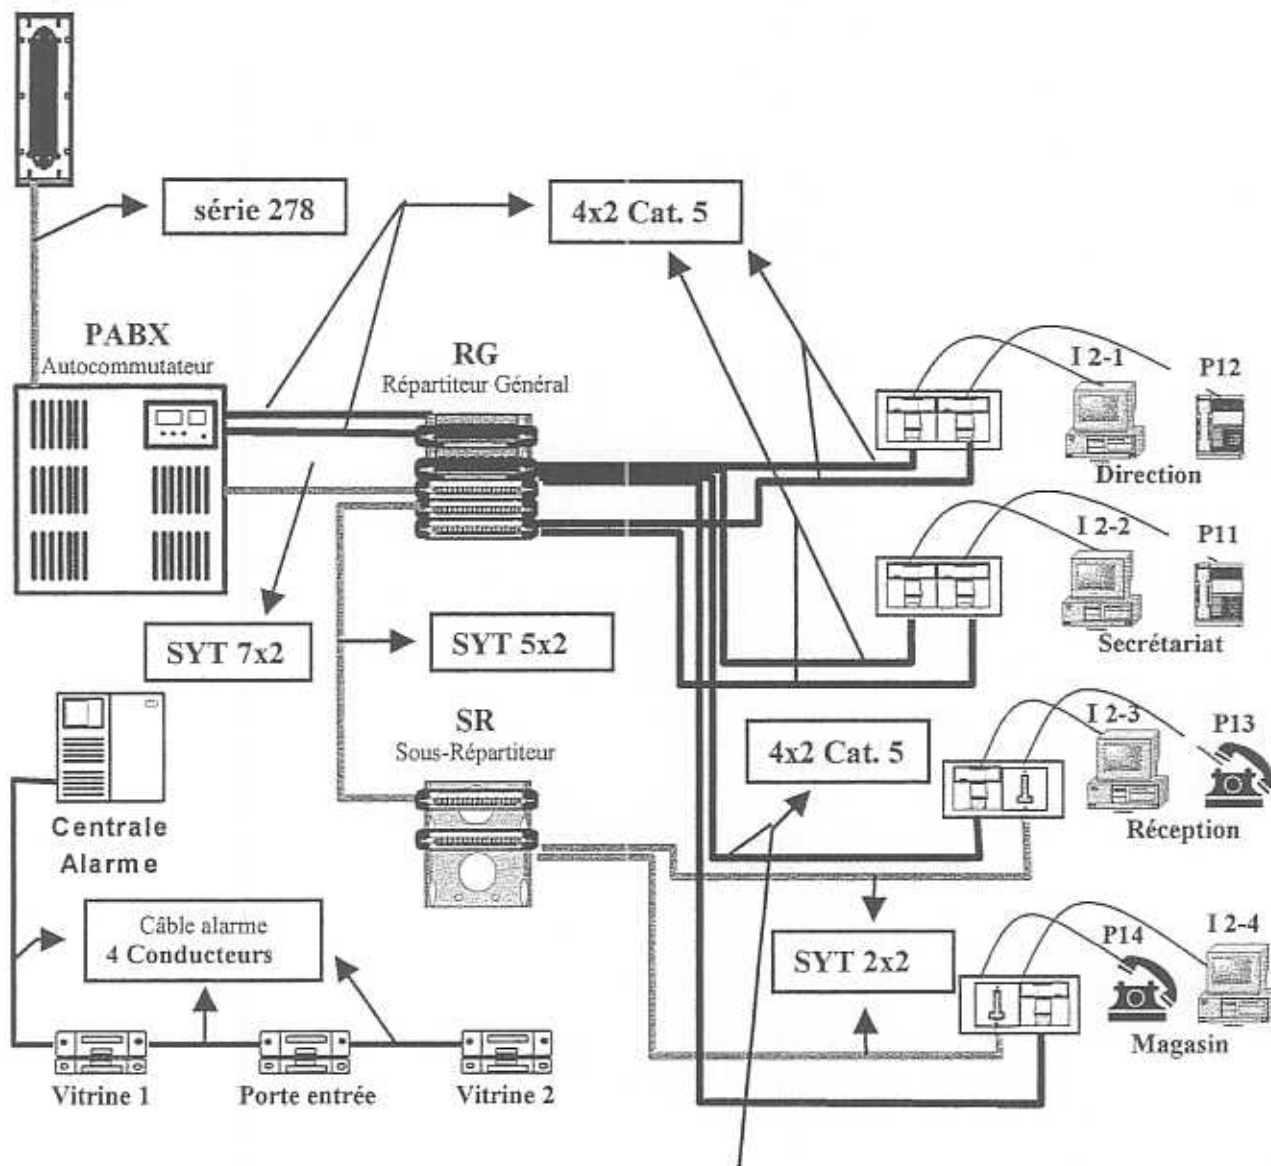 série 278
4x2 Cat. 5
PABX
Autocommutateur
RG
Répartiteur Général
I 2-1
P12
Direction
I 2-2
P11
Secrétariat
SYT 7x2
SYT 5x2
SR
Sous-Répartiteur
4x2 Cat. 5
I 2-3
P13
Réception
Centrale
Alarme
Câble alarme
4 Conducteurs
SYT 2x2
P14
I 2-4
Magasin
Vitrine 1
Porte entrée
Vitrine 2